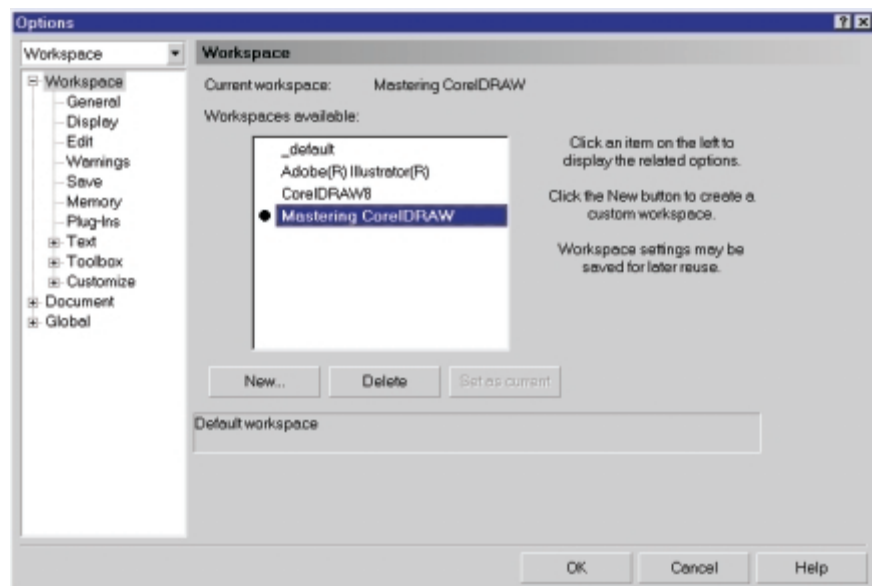 Options
Workspace
Workspace
Workspace
General
Display
Edit
Warnings
Save
Memory
Plug-Ins
Text
Toolbox
Customize
Document
Global
Current workspace: Mastering CorelDRAW
Workspaces available:
_default
Adobe(R) Illustrator(R)
CorelDRAW8
Mastering CorelDRAW
Click an item on the left to
display the related options.
Click the New button to create a
custom workspace.
Workspace settings may be
saved for later reuse.
New...
Delete
Set as current
Default workspace
OK
Cancel
Help